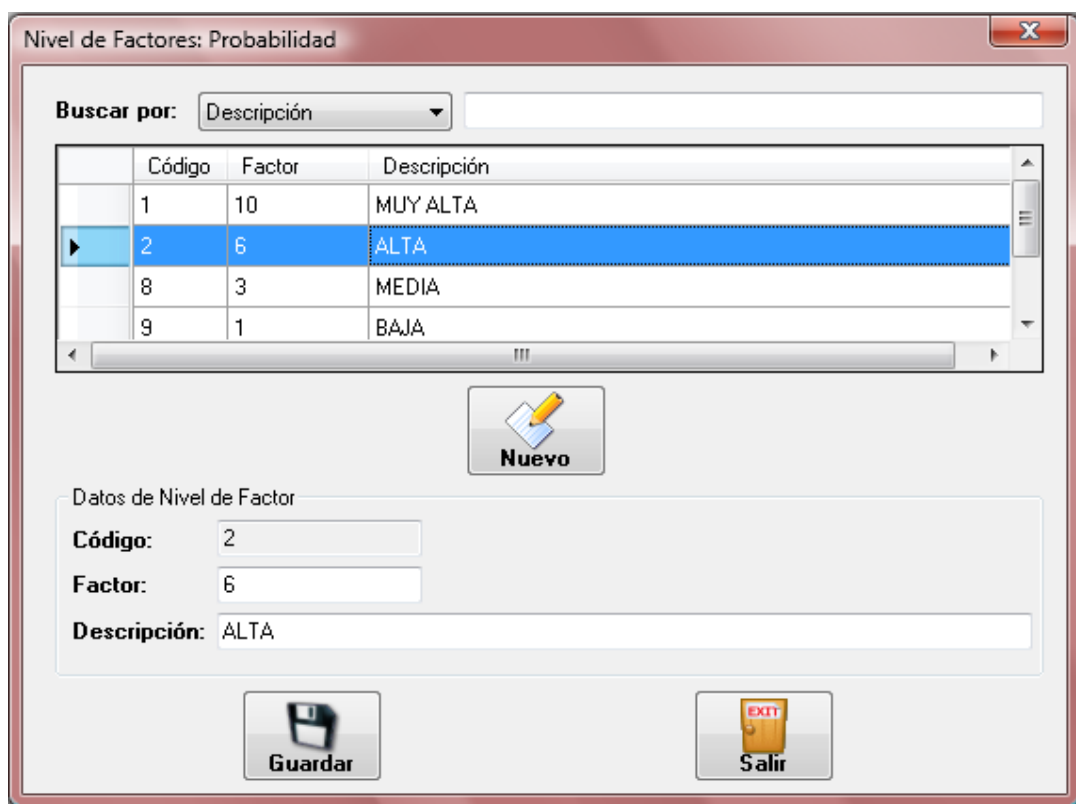 Nivel de Factores: Probabilidad
Buscar por: Descripción
Código Factor Descripción
1 10 MUY ALTA
2 6 ALTA
8 3 MEDIA
9 1 BAJA
Nuevo
Datos de Nivel de Factor
Código: 2
Factor: 6
Descripción: ALTA
EXIT
Guardar Salir